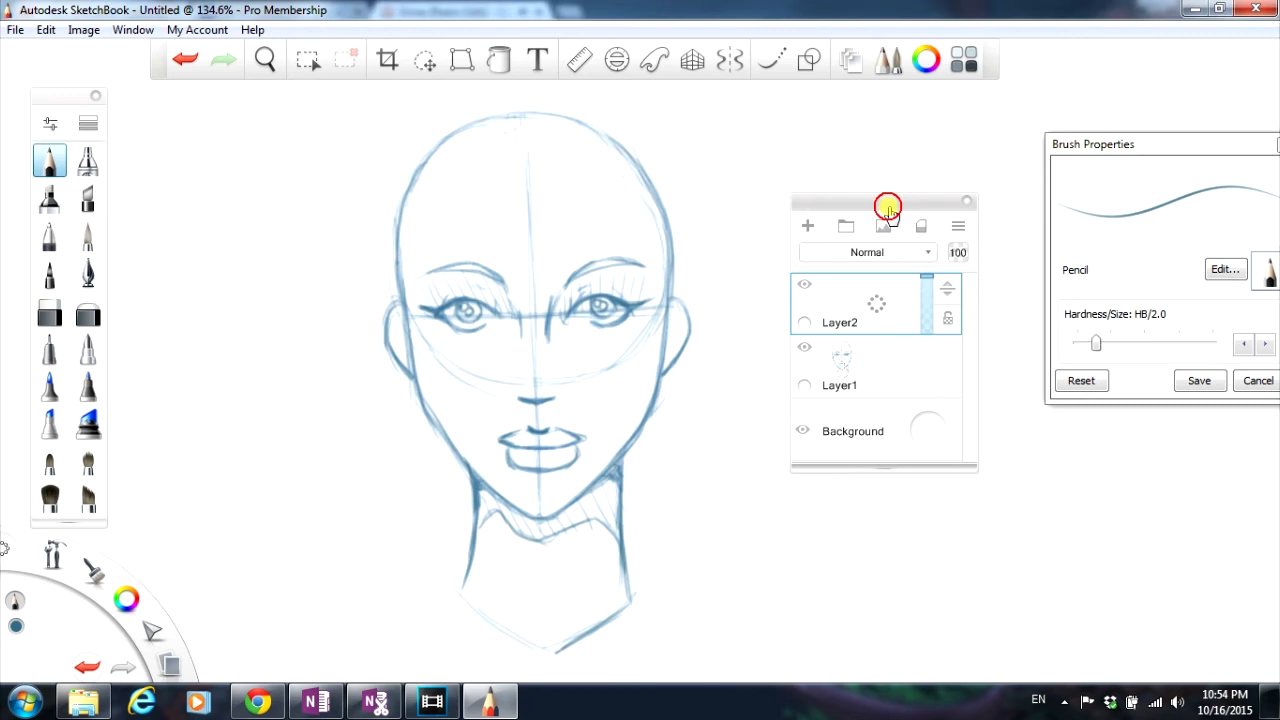 Autodesk SketchBook - Untitled @ 134.6% - Pro Membership
File Edit Image Window My Account Help
T
Brush Properties
Normal 100
Pencil Edit...
Layer2
Hardness/Size: HB/2.0
Layer1
Reset Save Cancel
Background
EN
10:54 PM
10/16/2015